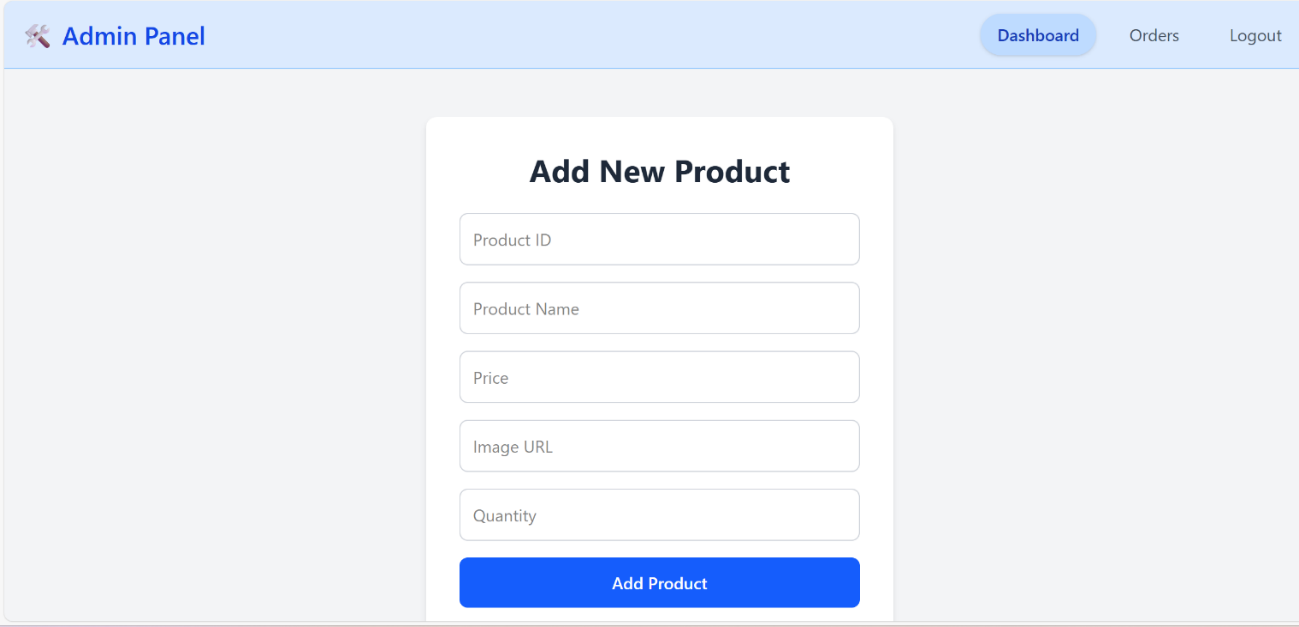 Admin Panel
Dashboard
Orders
Logout
Add New Product
Product ID
Product Name
Price
Image URL
Quantity
Add Product